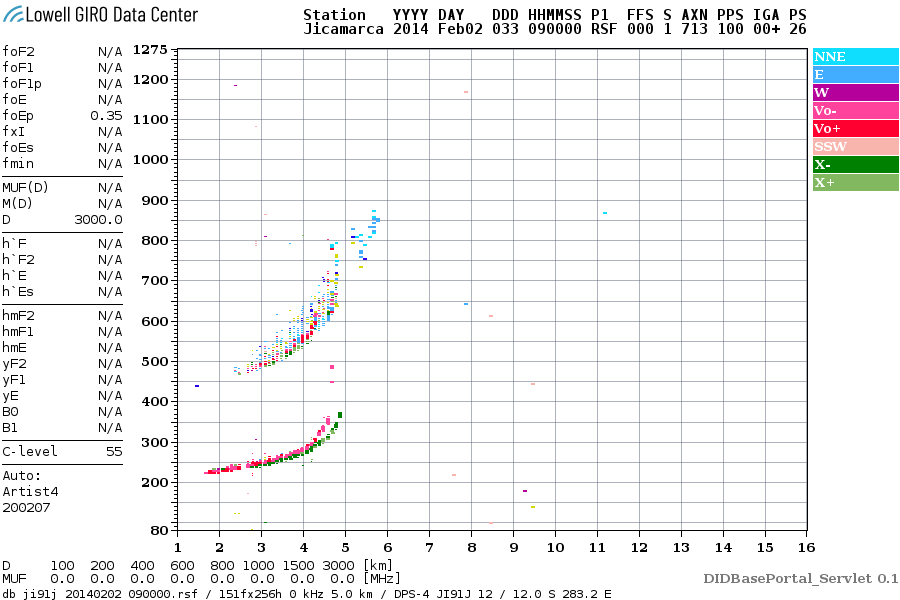 Lowell GIRO Data Center
Station YYYY DAY DDD HHMMSS P1 FFS S AXN PPS IGA PS
Jicamarca 2014 Feb02 033 090000 RSF 000 1 713 100 00+ 26
foF2 N/A
foF1 N/A
foF1p N/A
foE N/A
foEp 0.35
fxI N/A
foEs N/A
fmin N/A
MUF(D) N/A
M(D) N/A
D 3000.0
h`F N/A
h`F2 N/A
h`E N/A
h`Es N/A
hmF2 N/A
hmF1 N/A
hmE N/A
yF2 N/A
yF1 N/A
yE N/A
B0 N/A
B1 N/A
C-level 55
Auto:
Artist4
200207
1275
1200
1100
1000
900
800
700
600
500
400
300
200
80
1 2 3 4 5 6 7 8 9 10 11 12 13 14 15 16
NNE
E
W
Vo-
Vo+
SSW
X-
X+
D 100 200 400 600 800 1000 1500 3000 [km]
MUF 0.0 0.0 0.0 0.0 0.0 0.0 0.0 0.0 [MHz]
DIDBasePortal_Servlet 0.1
db ji91j 20140202 090000.rsf / 151fx256h 0 kHz 5.0 km / DPS-4 JI91J 12 / 12.0 S 283.2 E